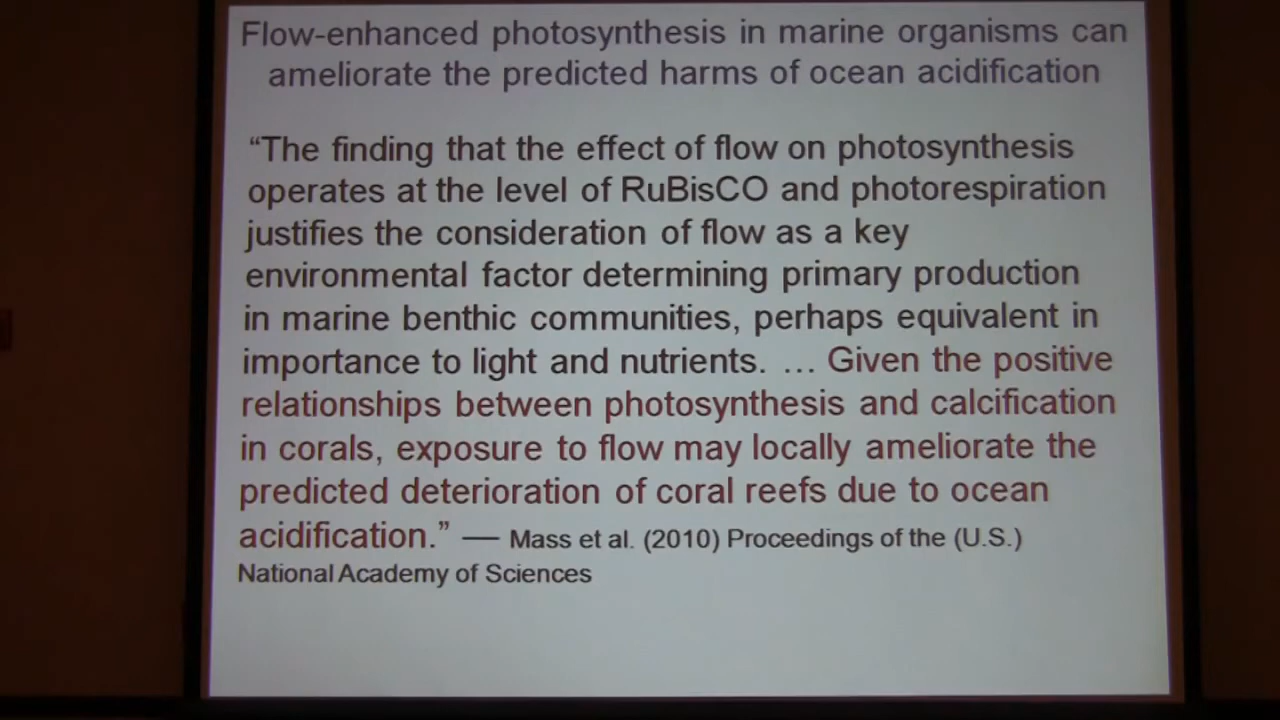 Flow-enhanced photosynthesis in marine organisms can
ameliorate the predicted harms of ocean acidification
“The finding that the effect of flow on photosynthesis
operates at the level of RuBisCO and photorespiration
justifies the consideration of flow as a key
environmental factor determining primary production
in marine benthic communities, perhaps equivalent in
importance to light and nutrients. … Given the positive
relationships between photosynthesis and calcification
in corals, exposure to flow may locally ameliorate the
predicted deterioration of coral reefs due to ocean
acidification.” — Mass et al. (2010) Proceedings of the (U.S.)
National Academy of Sciences